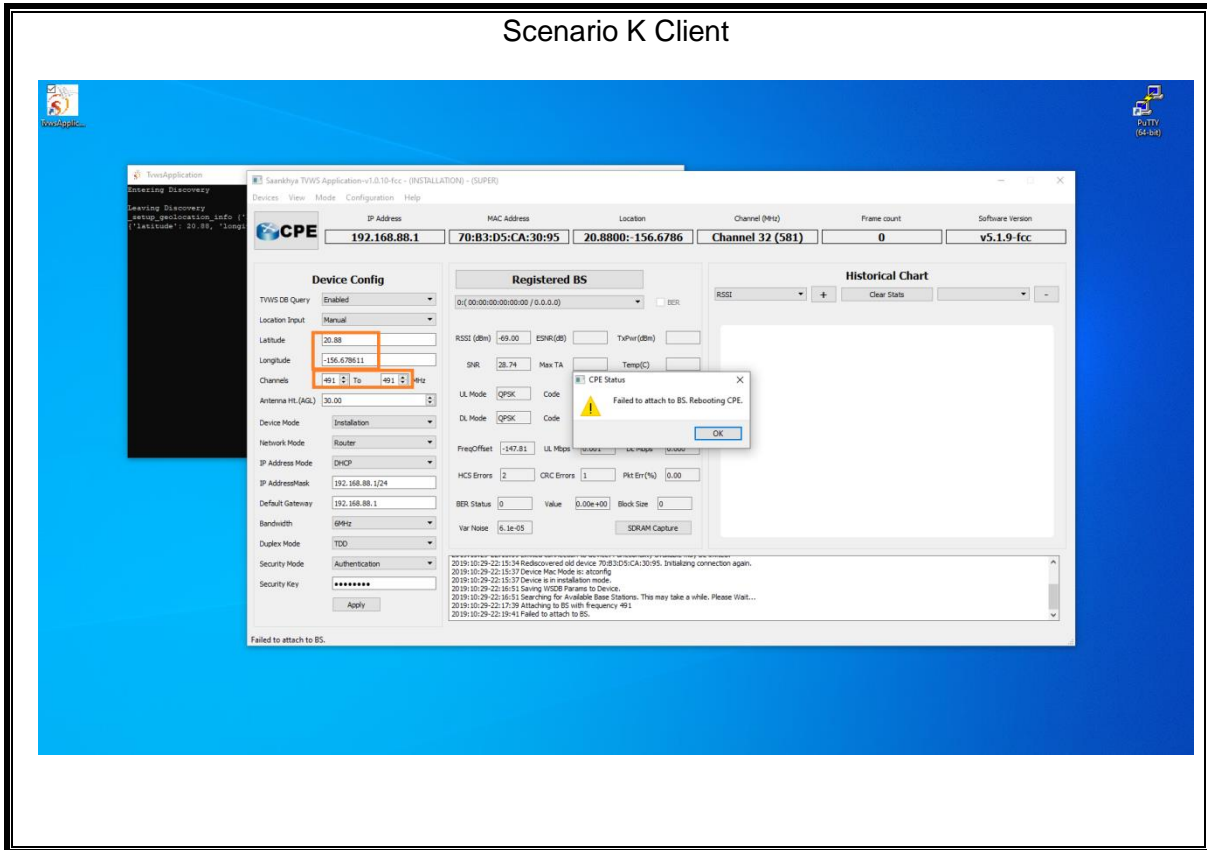 Scenario K Client
TvwsApplic...
PuTTY
(64-bit)
TvwsApplication
Entering Discovery
Leaving Discovery
_setup_geolocation_info ('
{'latitude': 20.88, 'longi
Saankhya TVWS Application-v1.0.10-fcc - (INSTALLATION) - (SUPER)
Devices View Mode Configuration Help
CPE
IP Address MAC Address Location Channel (MHz) Frame count Software Version
192.168.88.1 70:B3:D5:CA:30:95 20.8800:-156.6786 Channel 32 (581) 0 v5.1.9-fcc
Device Config
TVWS DB Query Enabled
Location Input Manual
Latitude 20.88
Longitude -156.678611
Channels 491 To 491 MHz
Antenna Ht.(AGL) 30.00
Device Mode Installation
Network Mode Router
IP Address Mode DHCP
IP AddressMask 192.168.88.1/24
Default Gateway 192.168.88.1
Bandwidth 6MHz
Duplex Mode TDD
Security Mode Authentication
Security Key ••••••••
Apply
Registered BS
0:( 00:00:00:00:00:00 / 0.0.0.0) BER
RSSI (dBm) -69.00 ESNR(dB) TxPwr(dBm)
SNR 28.74 Max TA Temp(C)
UL Mode QPSK Code
DL Mode QPSK Code
FreqOffset -147.81 UL Mbps 0.001 DL Mbps 0.000
HCS Errors 2 CRC Errors 1 Pkt Err(%) 0.00
BER Status 0 Value 0.00e+00 Block Size 0
Var Noise 6.1e-05 SDRAM Capture
Historical Chart
RSSI + Clear Stats -
CPE Status
Failed to attach to BS. Rebooting CPE.
OK
2019:10:29-22:15:34 Rediscovered old device 70:B3:D5:CA:30:95. Initializing connection again.
2019:10:29-22:15:37 Device Mac Mode is: atconfig
2019:10:29-22:15:37 Device is in installation mode.
2019:10:29-22:16:51 Saving WSDB Params to Device.
2019:10:29-22:16:51 Searching for Available Base Stations. This may take a while. Please Wait...
2019:10:29-22:17:39 Attaching to BS with frequency 491
2019:10:29-22:19:41 Failed to attach to BS.
Failed to attach to BS.